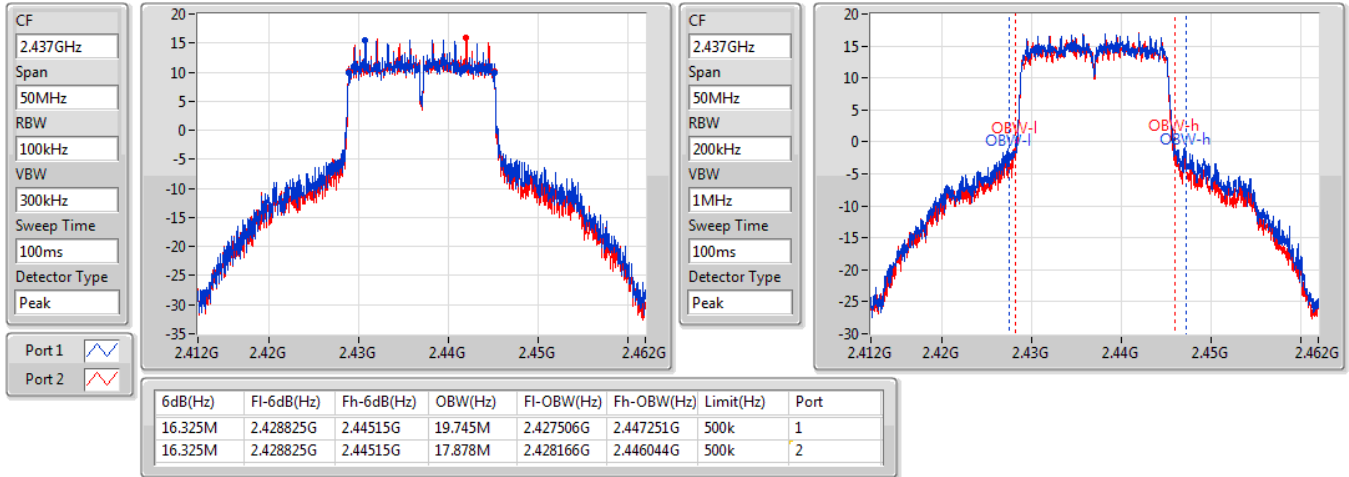 CF
2.437GHz
Span
50MHz
RBW
100kHz
VBW
300kHz
Sweep Time
100ms
Detector Type
Peak
Port 1
Port 2
20
15
10
5
0
-5
-10
-15
-20
-25
-30
-35
2.412G 2.42G 2.43G 2.44G 2.45G 2.462G
CF
2.437GHz
Span
50MHz
RBW
200kHz
VBW
1MHz
Sweep Time
100ms
Detector Type
Peak
20
15
10
5
0
-5
-10
-15
-20
-25
-30
OBW-l
OBW-l
OBW-h
OBW-h
2.412G 2.42G 2.43G 2.44G 2.45G 2.462G
6dB(Hz) Fl-6dB(Hz) Fh-6dB(Hz) OBW(Hz) Fl-OBW(Hz) Fh-OBW(Hz) Limit(Hz) Port
16.325M 2.428825G 2.44515G 19.745M 2.427506G 2.447251G 500k 1
16.325M 2.428825G 2.44515G 17.878M 2.428166G 2.446044G 500k 2